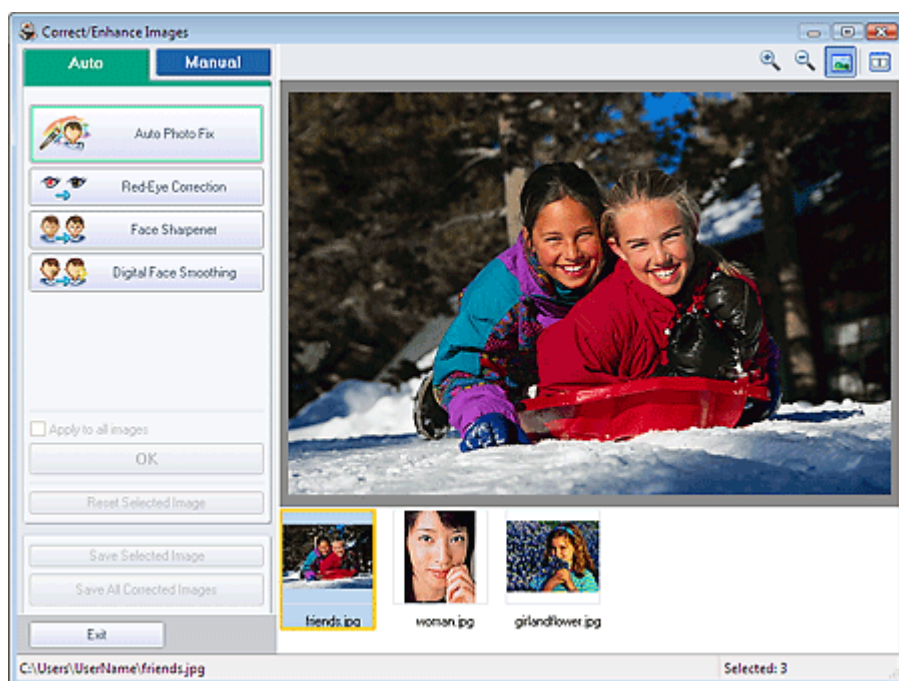 Correct/Enhance Images
Auto
Manual
Auto Photo Fix
Red-Eye Correction
Face Sharpener
Digital Face Smoothing
Apply to all images
OK
Reset Selected Image
Save Selected Image
Save All Corrected Images
Exit
friends.jpg
woman.jpg
girlandflower.jpg
C:\Users\UserName\friends.jpg
Selected: 3